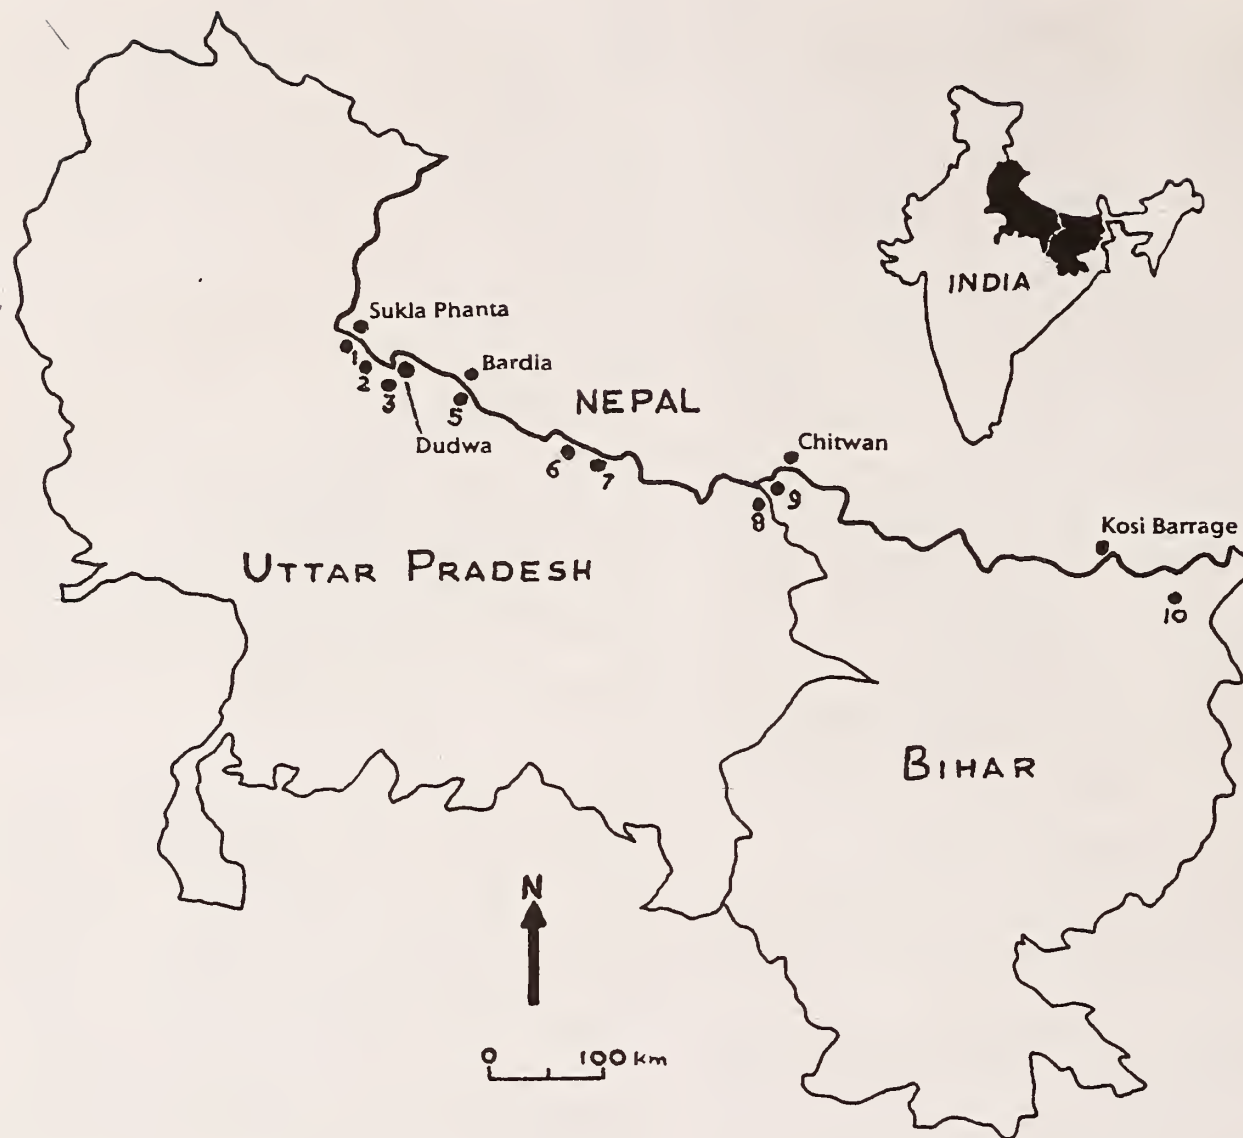 Sukla Phanta
INDIA
1
2
3
Dudwa
Bardia
5
NEPAL
6
7
Chitwan
9
8
Kosi Barrage
10
UTTAR PRADESH
BIHAR
N
0 100 km